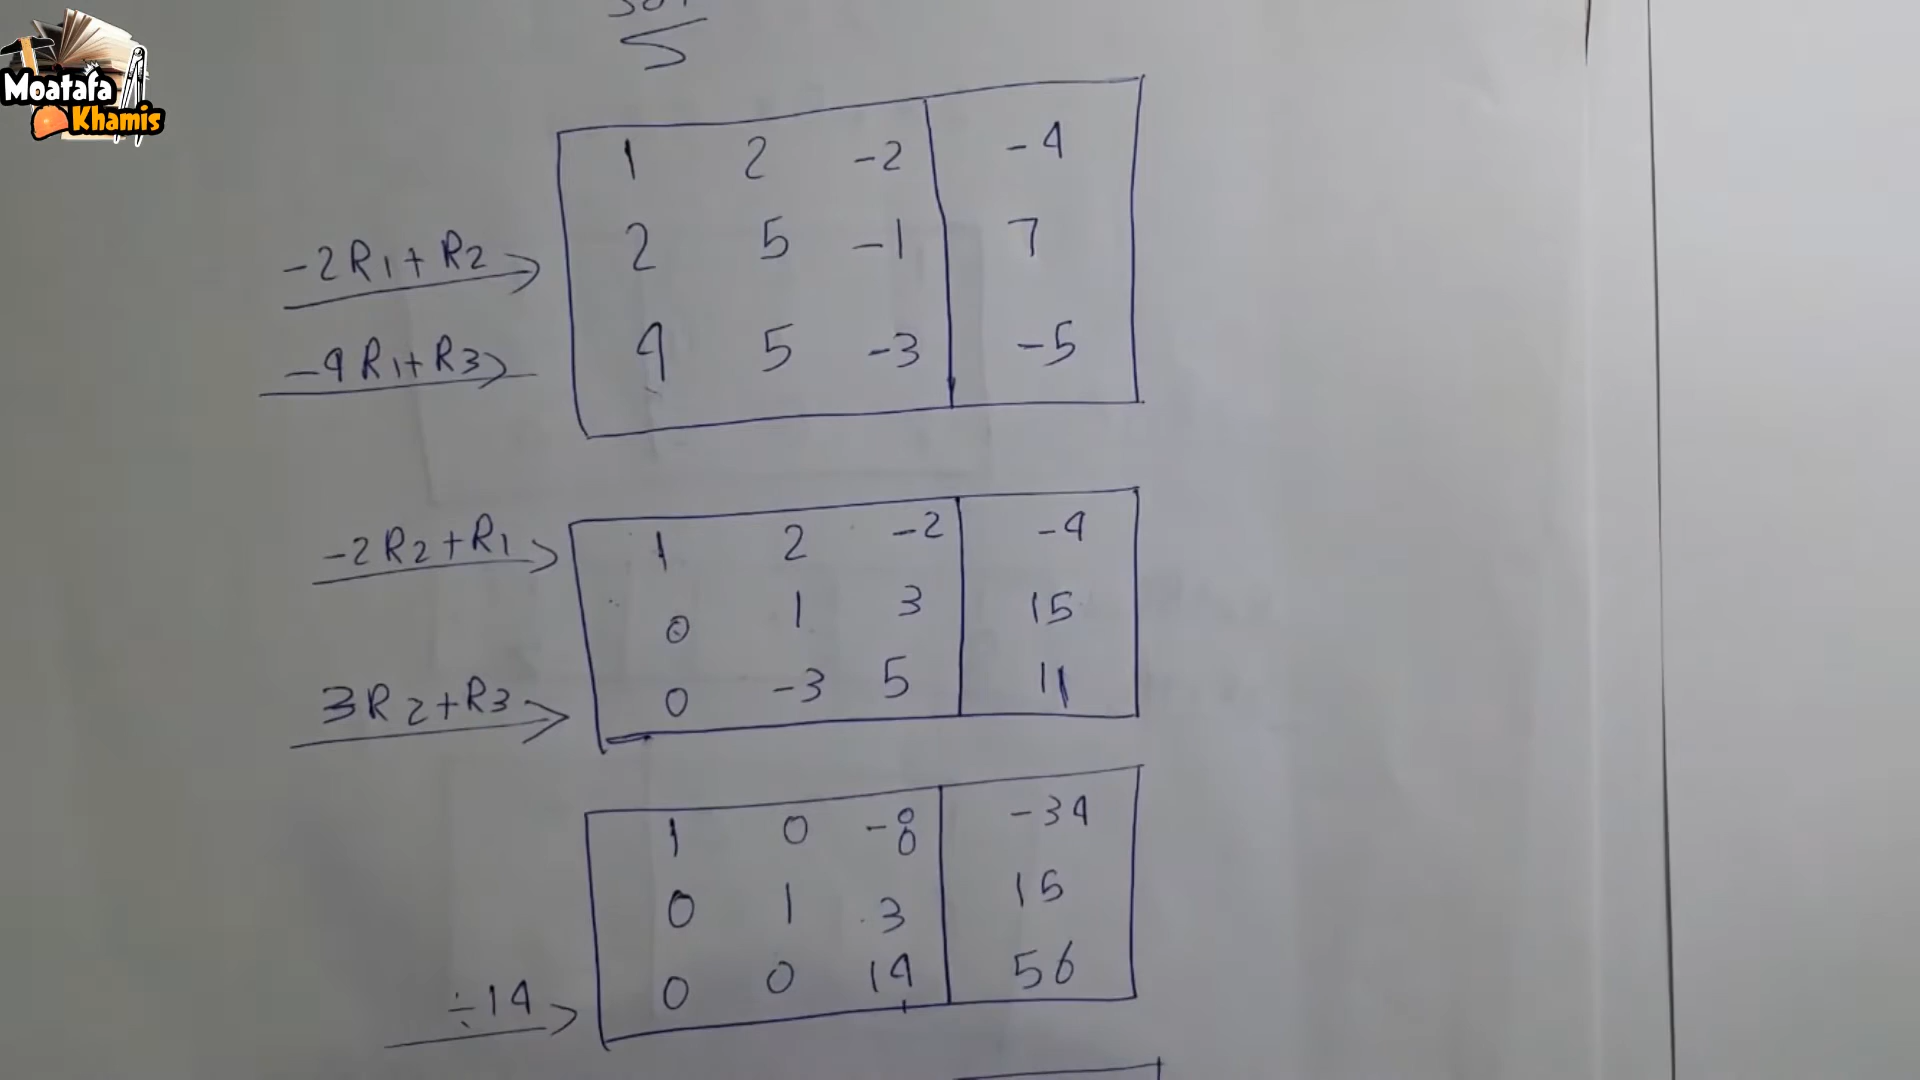 Moatafa
Khamis
1 2 -2 -4
-2R1+R2 2 5 -1 7
-4R1+R3 4 5 -3 -5
-2R2+R1 1 2 -2 -4
0 1 3 15
3R2+R3 0 -3 5 11
1 0 -8 -34
0 1 3 15
÷14 0 0 14 56